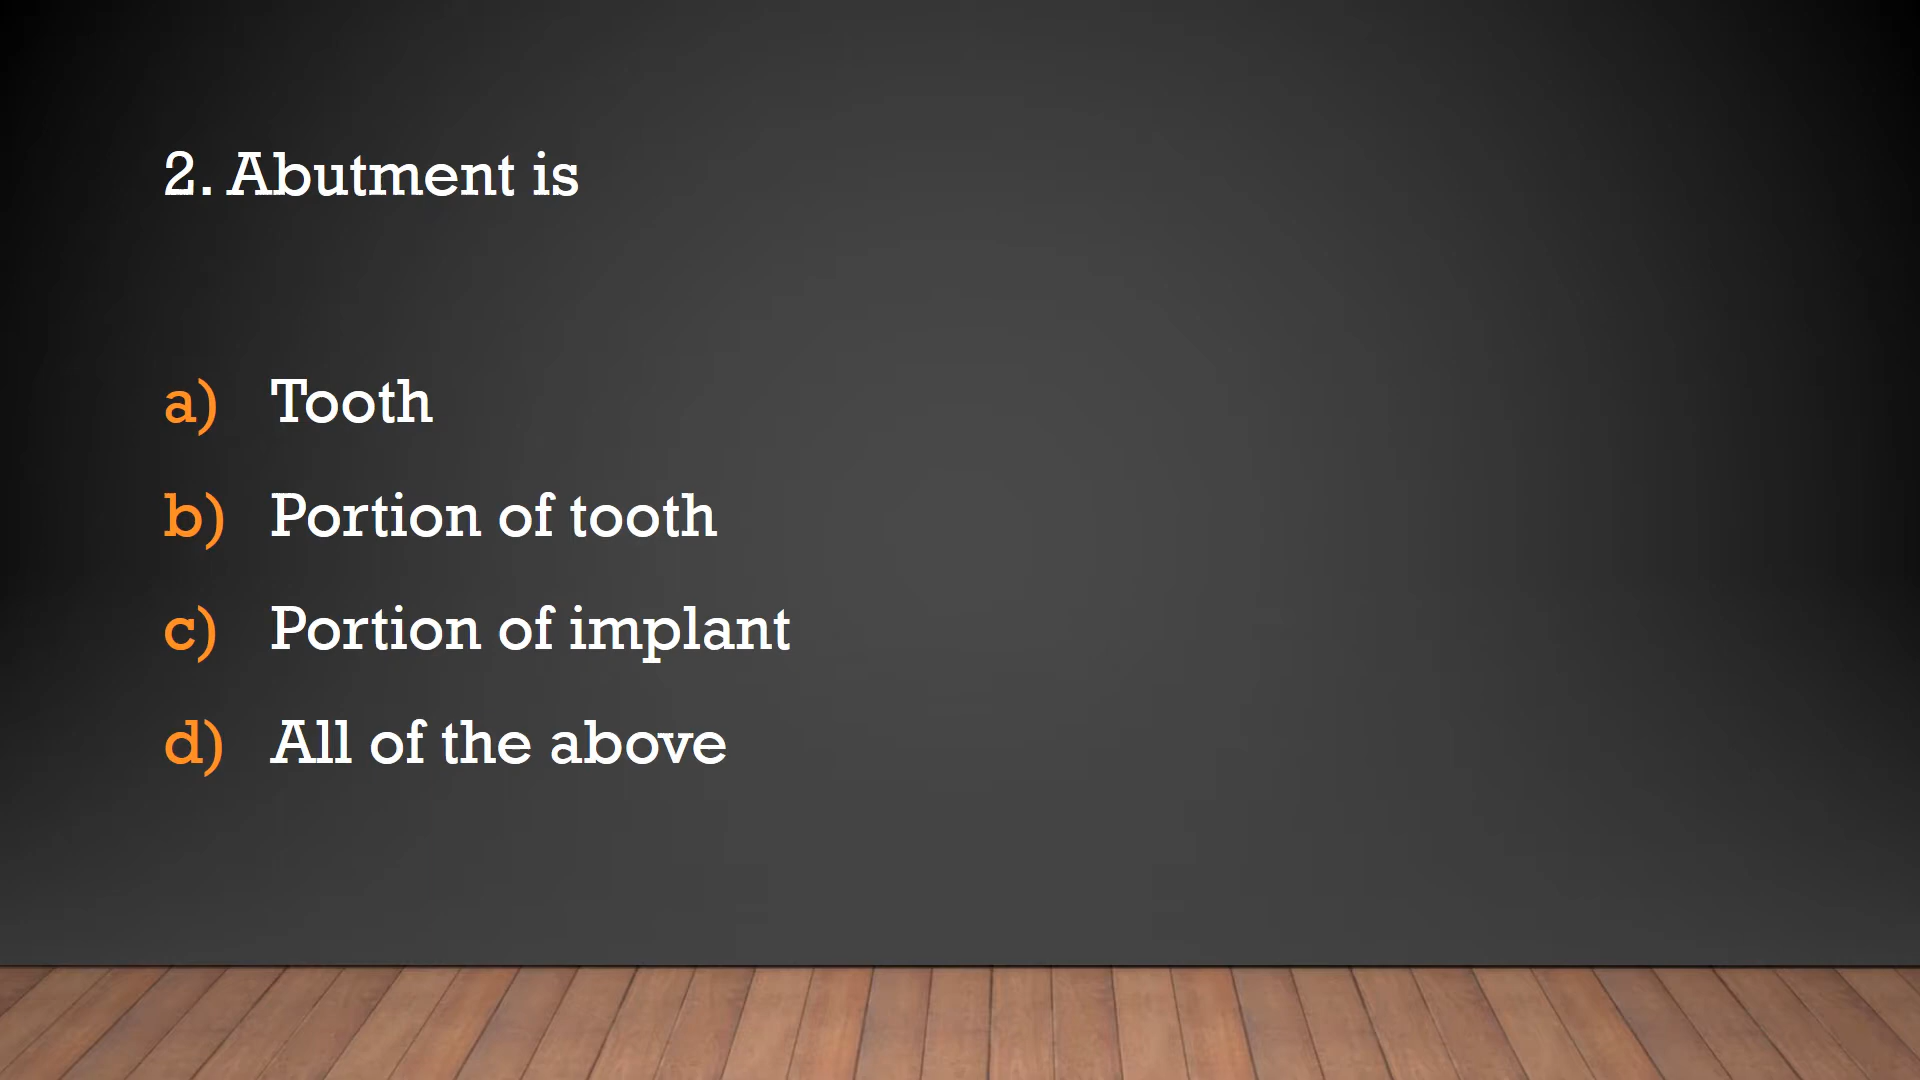 2. Abutment is
a) Tooth
b) Portion of tooth
c) Portion of implant
d) All of the above